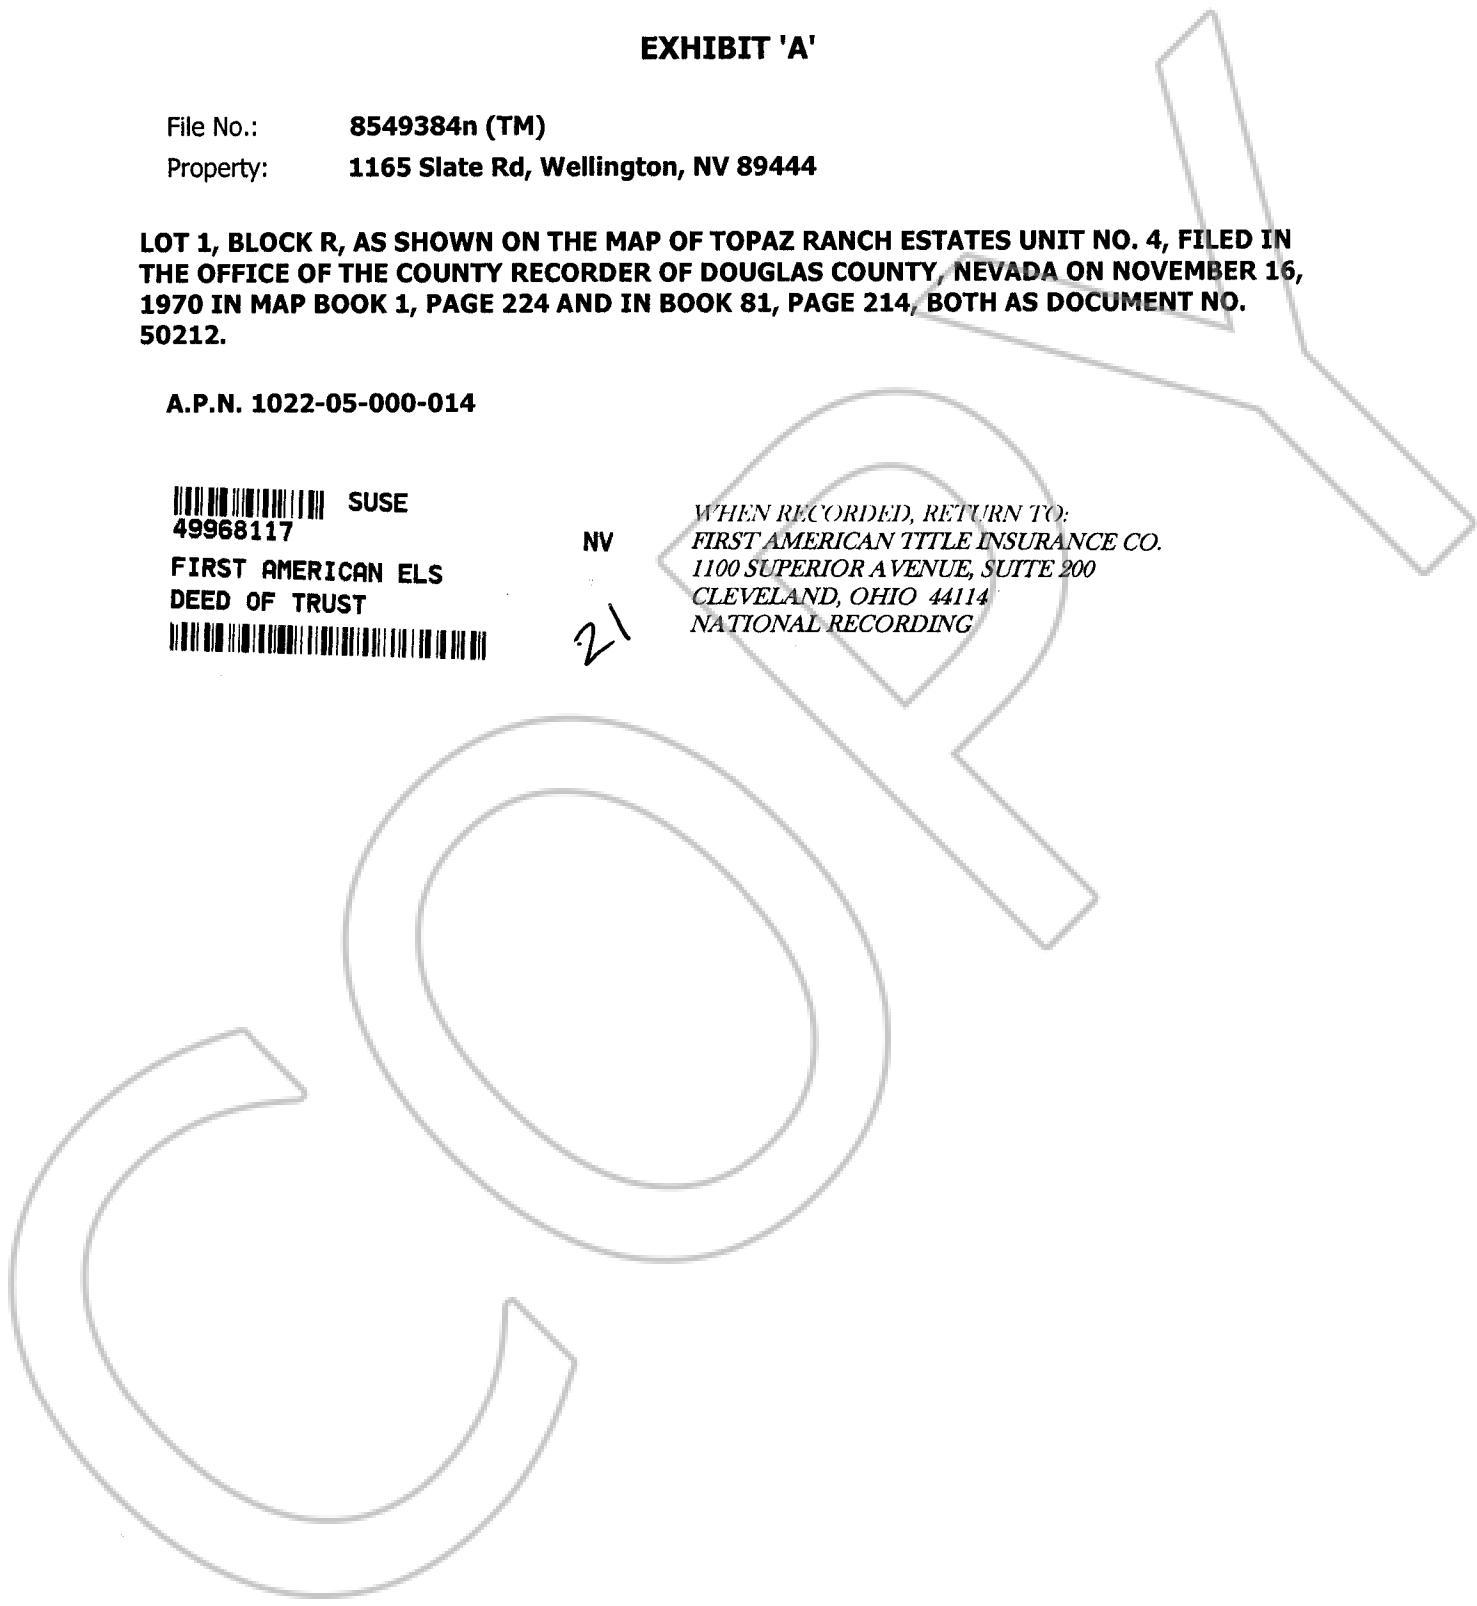 EXHIBIT 'A'
File No.: 8549384n (TM)
Property: 1165 Slate Rd, Wellington, NV 89444
LOT 1, BLOCK R, AS SHOWN ON THE MAP OF TOPAZ RANCH ESTATES UNIT NO. 4, FILED IN
THE OFFICE OF THE COUNTY RECORDER OF DOUGLAS COUNTY, NEVADA ON NOVEMBER 16,
1970 IN MAP BOOK 1, PAGE 224 AND IN BOOK 81, PAGE 214, BOTH AS DOCUMENT NO.
50212.
A.P.N. 1022-05-000-014
SUSE
49968117
FIRST AMERICAN ELS
DEED OF TRUST
NV
21
WHEN RECORDED, RETURN TO:
FIRST AMERICAN TITLE INSURANCE CO.
1100 SUPERIOR AVENUE, SUITE 200
CLEVELAND, OHIO 44114
NATIONAL RECORDING
COPY